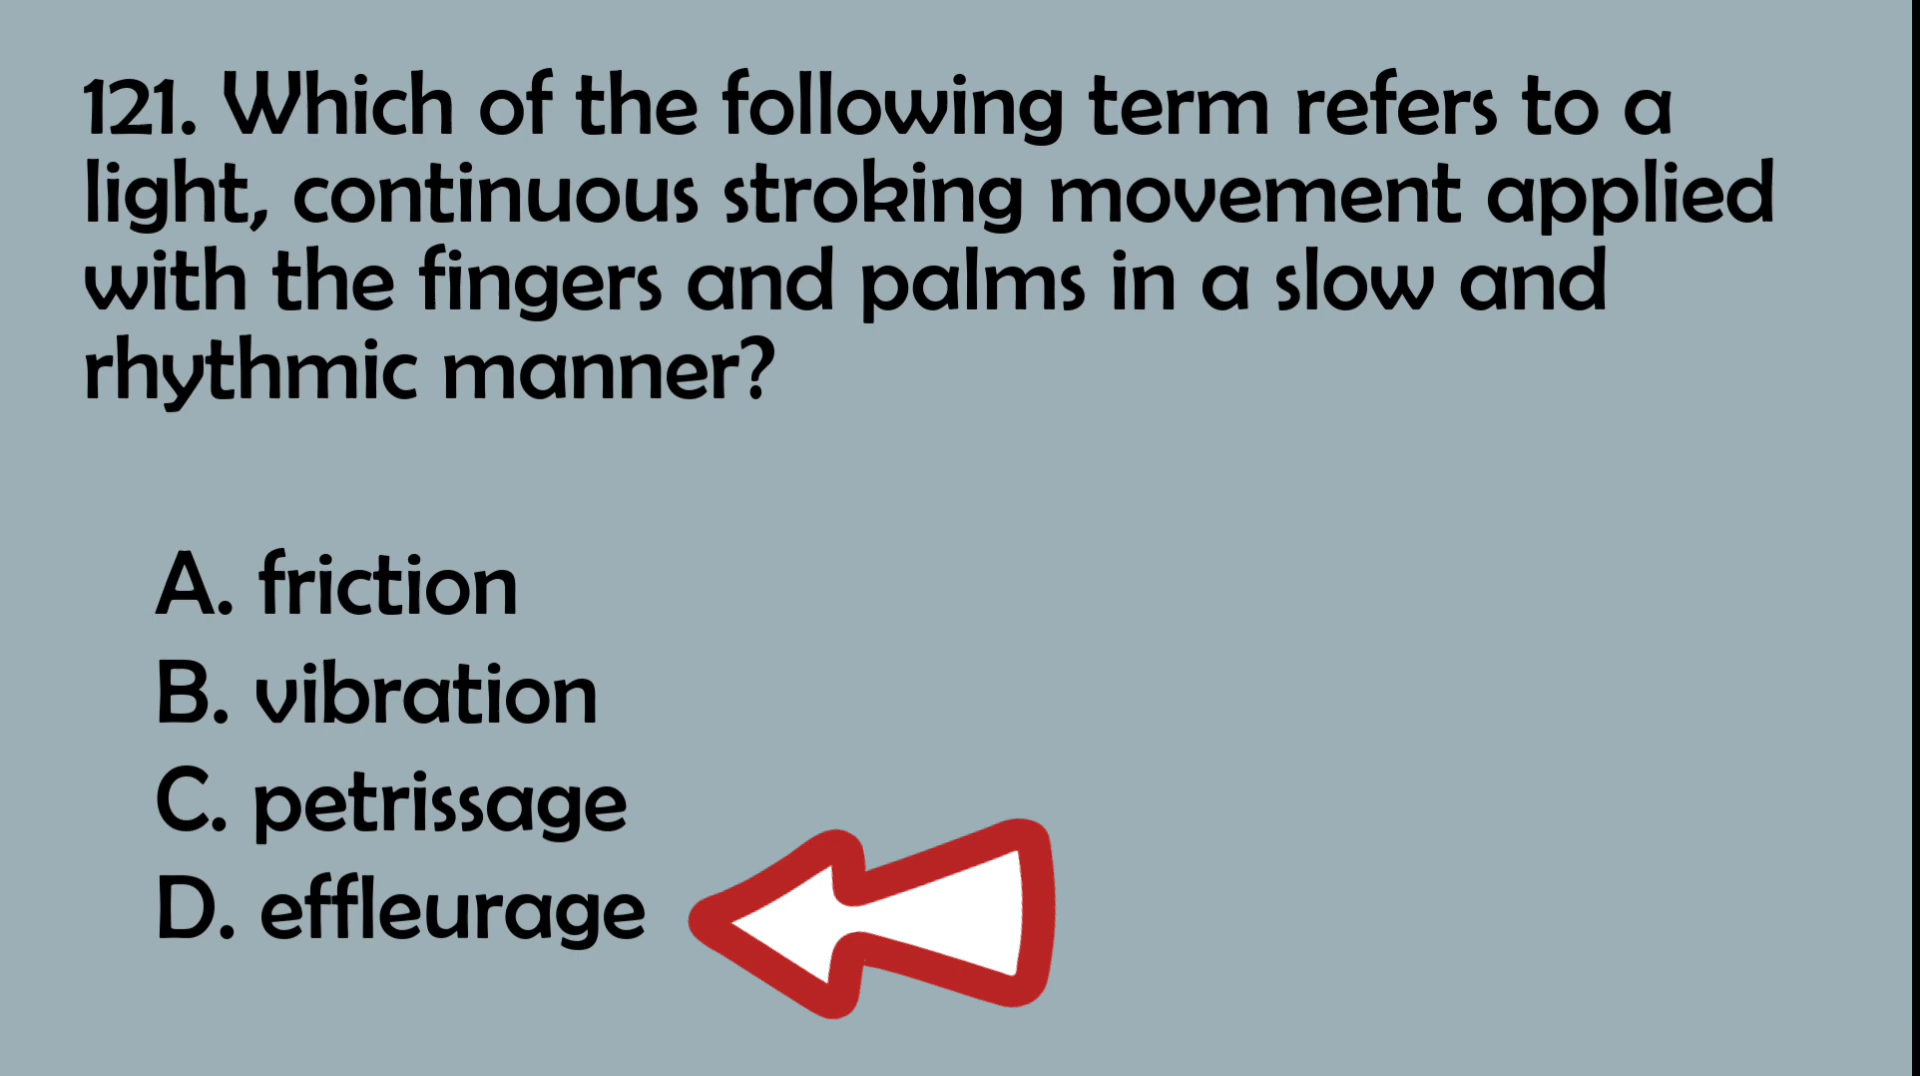 121. Which of the following term refers to a
light, continuous stroking movement applied
with the fingers and palms in a slow and
rhythmic manner?
A. friction
B. vibration
C. petrissage
D. effleurage